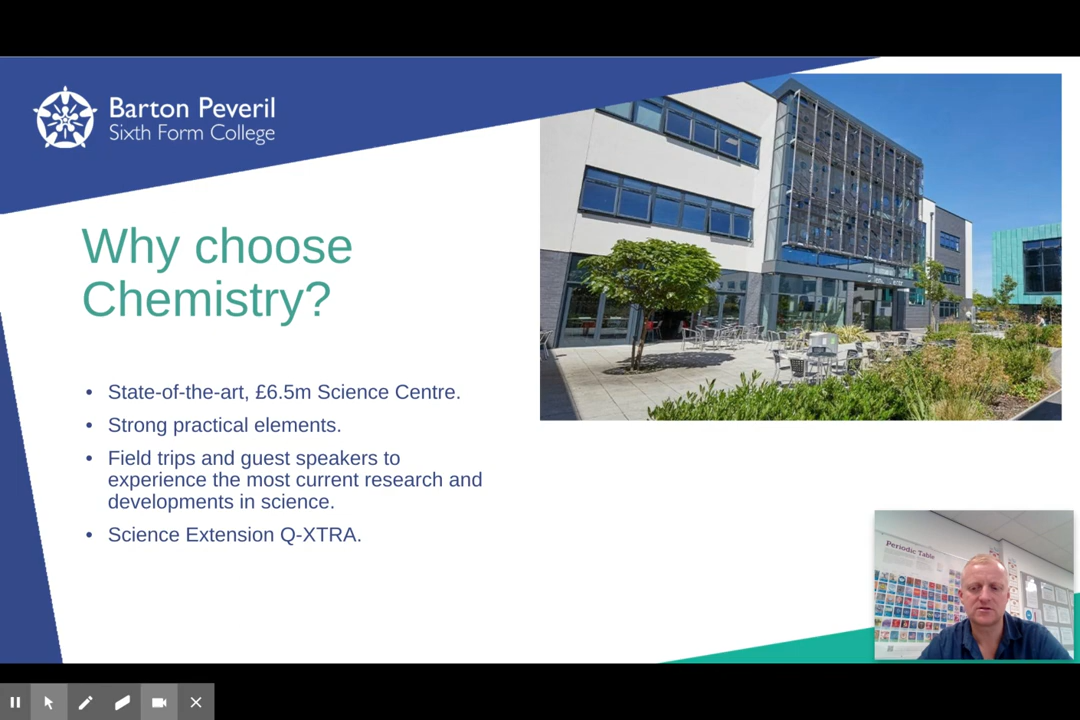 Barton Peveril
Sixth Form College
Why choose
Chemistry?
• State-of-the-art, £6.5m Science Centre.
• Strong practical elements.
• Field trips and guest speakers to
experience the most current research and
developments in science.
• Science Extension Q-XTRA.
Periodic Table